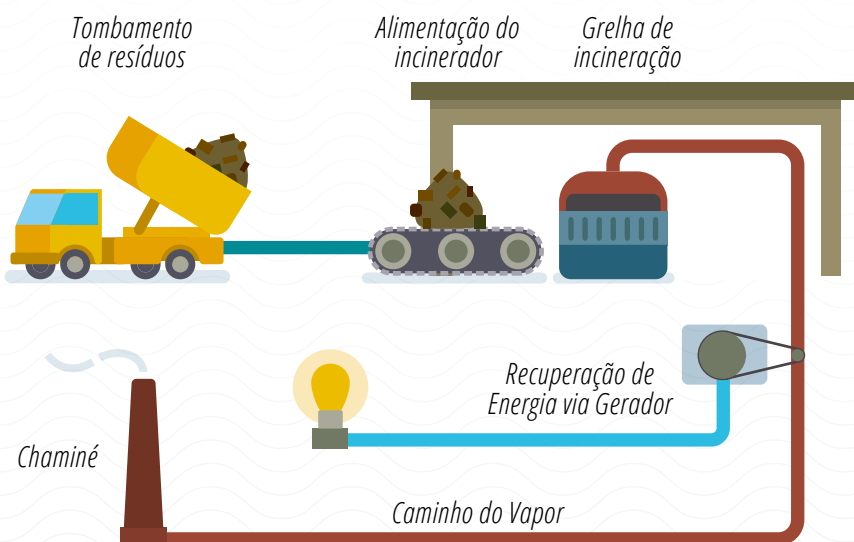 Tombamento
de resíduos
Alimentação do
incinerador
Grelha de
incineração
Recuperação de
Energia via Gerador
Chaminé
Caminho do Vapor